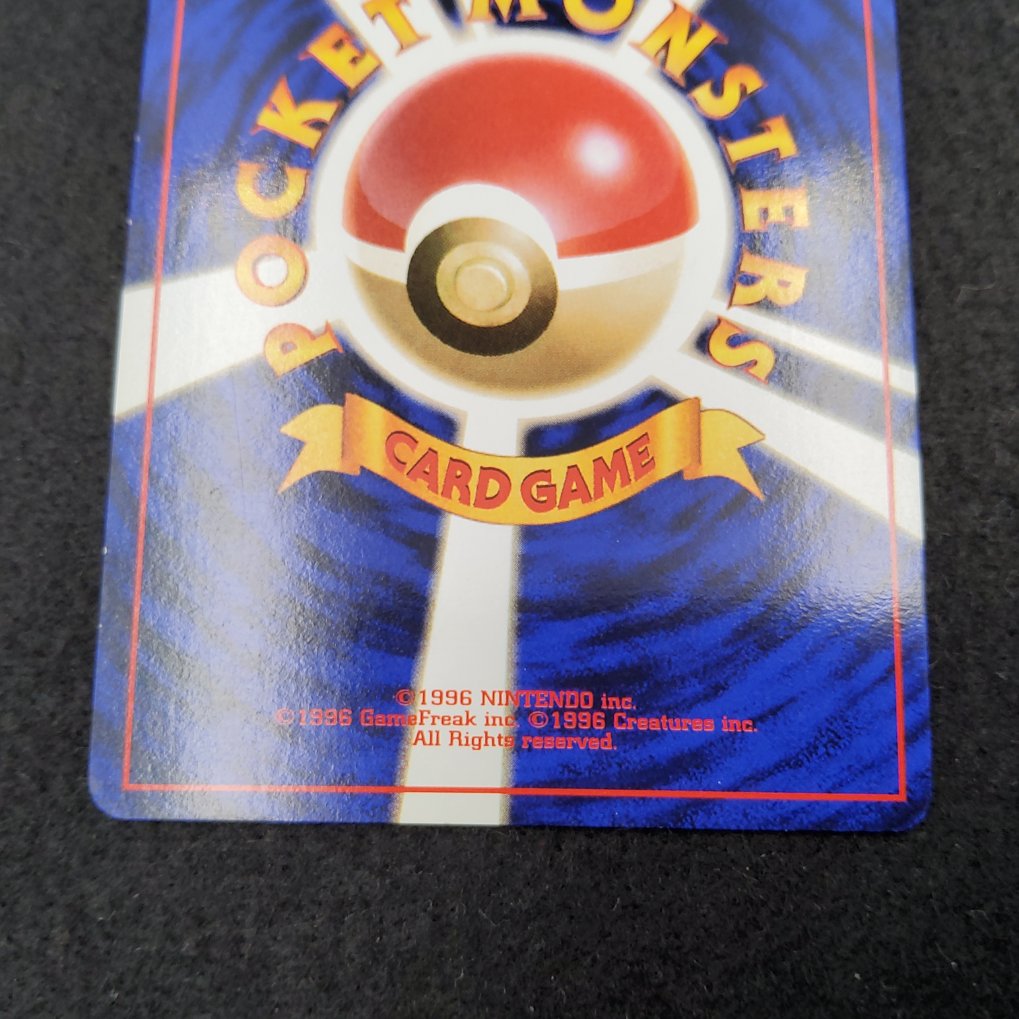 POCKET MONSTERS
CARD GAME
©1996 NINTENDO inc.
©1996 GameFreak inc. ©1996 Creatures inc.
All Rights reserved.